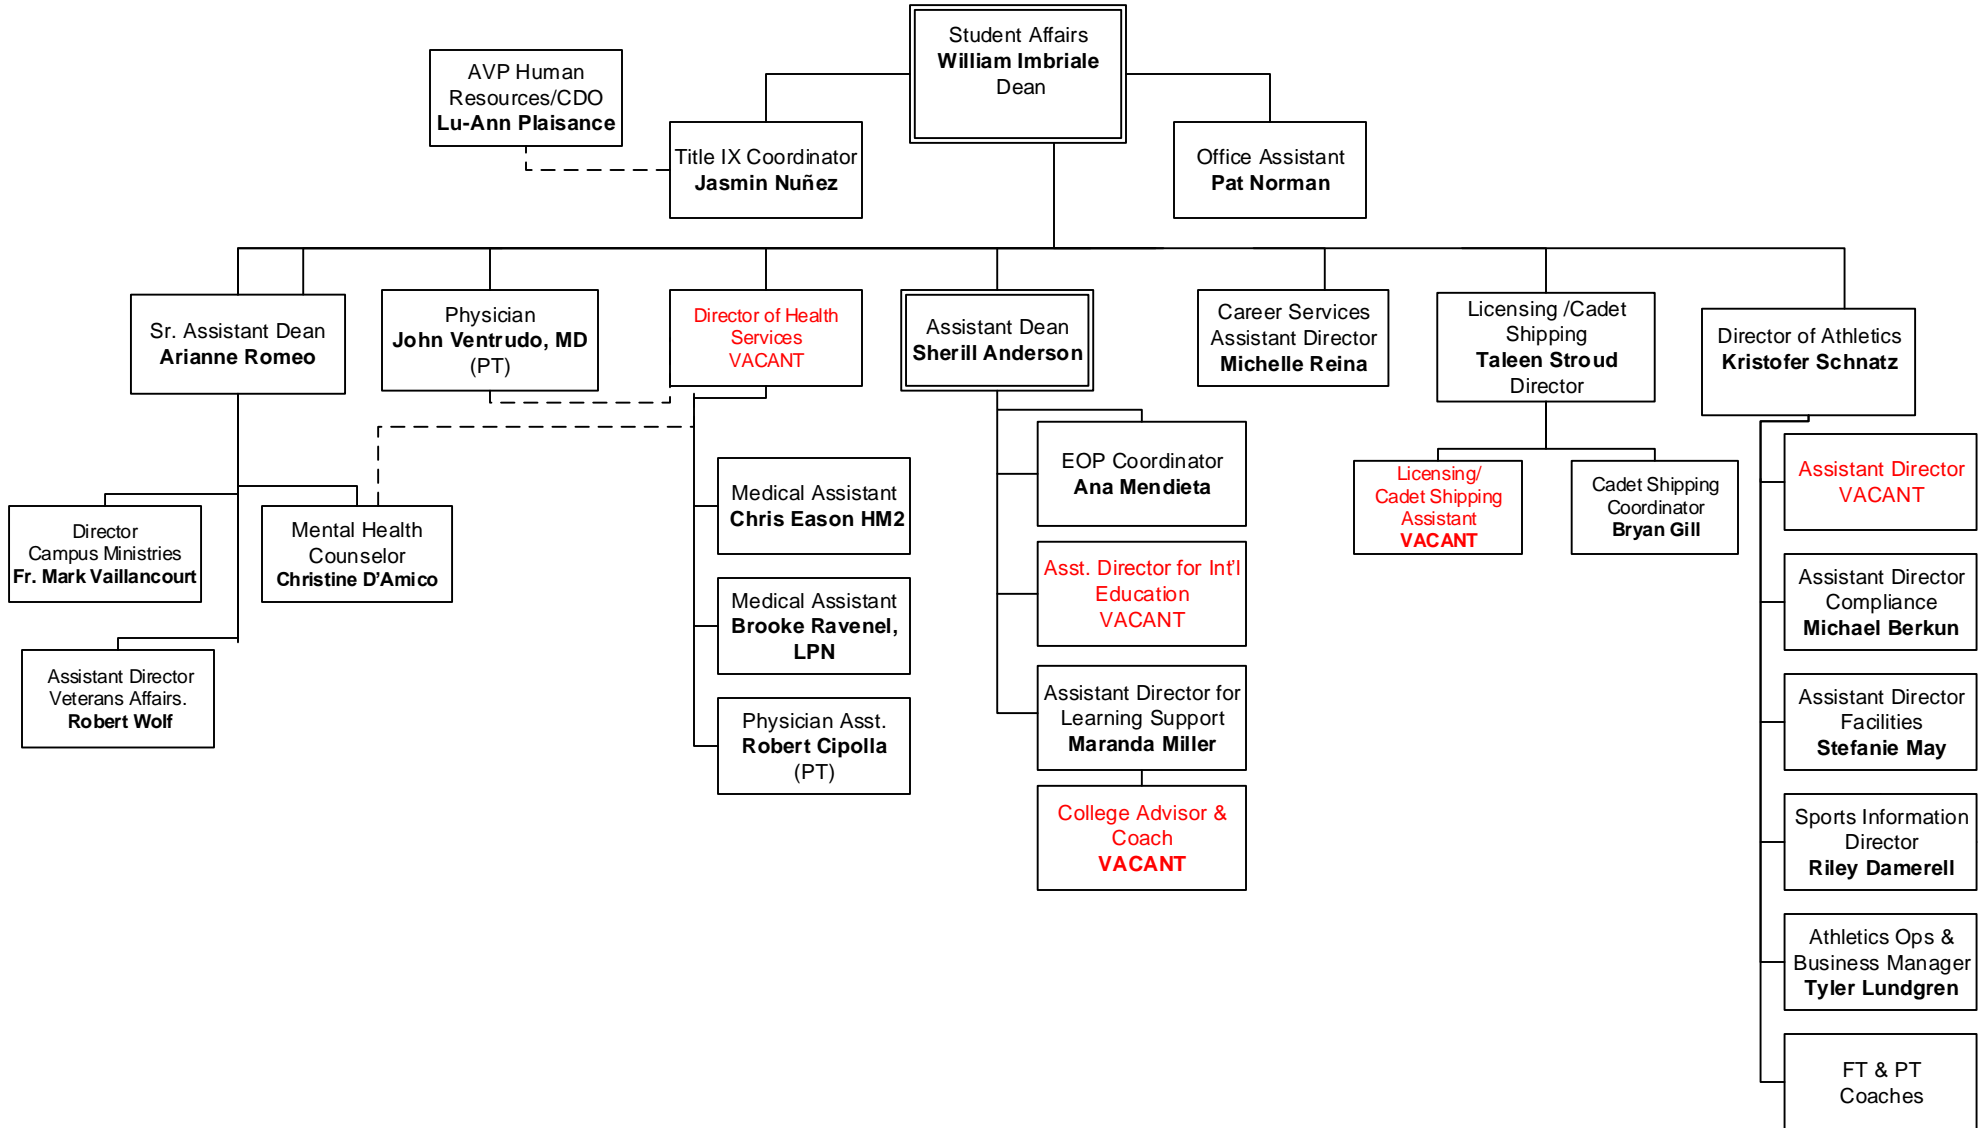 Student Affairs
William Imbriale
Dean
AVP Human
Resources/CDO
Lu-Ann Plaisance
Title IX Coordinator
Jasmin Nuñez
Office Assistant
Pat Norman
Sr. Assistant Dean
Arianne Romeo
Physician
John Ventrudo, MD
(PT)
Director of Health
Services
VACANT
Assistant Dean
Sherill Anderson
Career Services
Assistant Director
Michelle Reina
Licensing /Cadet
Shipping
Taleen Stroud
Director
Director of Athletics
Kristofer Schnatz
Director
Campus Ministries
Fr. Mark Vaillancourt
Mental Health
Counselor
Christine D'Amico
Assistant Director
Veterans Affairs.
Robert Wolf
Medical Assistant
Chris Eason HM2
Medical Assistant
Brooke Ravenel,
LPN
Physician Asst.
Robert Cipolla
(PT)
EOP Coordinator
Ana Mendieta
Asst. Director for Int'l
Education
VACANT
Assistant Director for
Learning Support
Maranda Miller
College Advisor &
Coach
VACANT
Licensing/
Cadet Shipping
Assistant
VACANT
Cadet Shipping
Coordinator
Bryan Gill
Assistant Director
VACANT
Assistant Director
Compliance
Michael Berkun
Assistant Director
Facilities
Stefanie May
Sports Information
Director
Riley Damerell
Athletics Ops &
Business Manager
Tyler Lundgren
FT & PT
Coaches